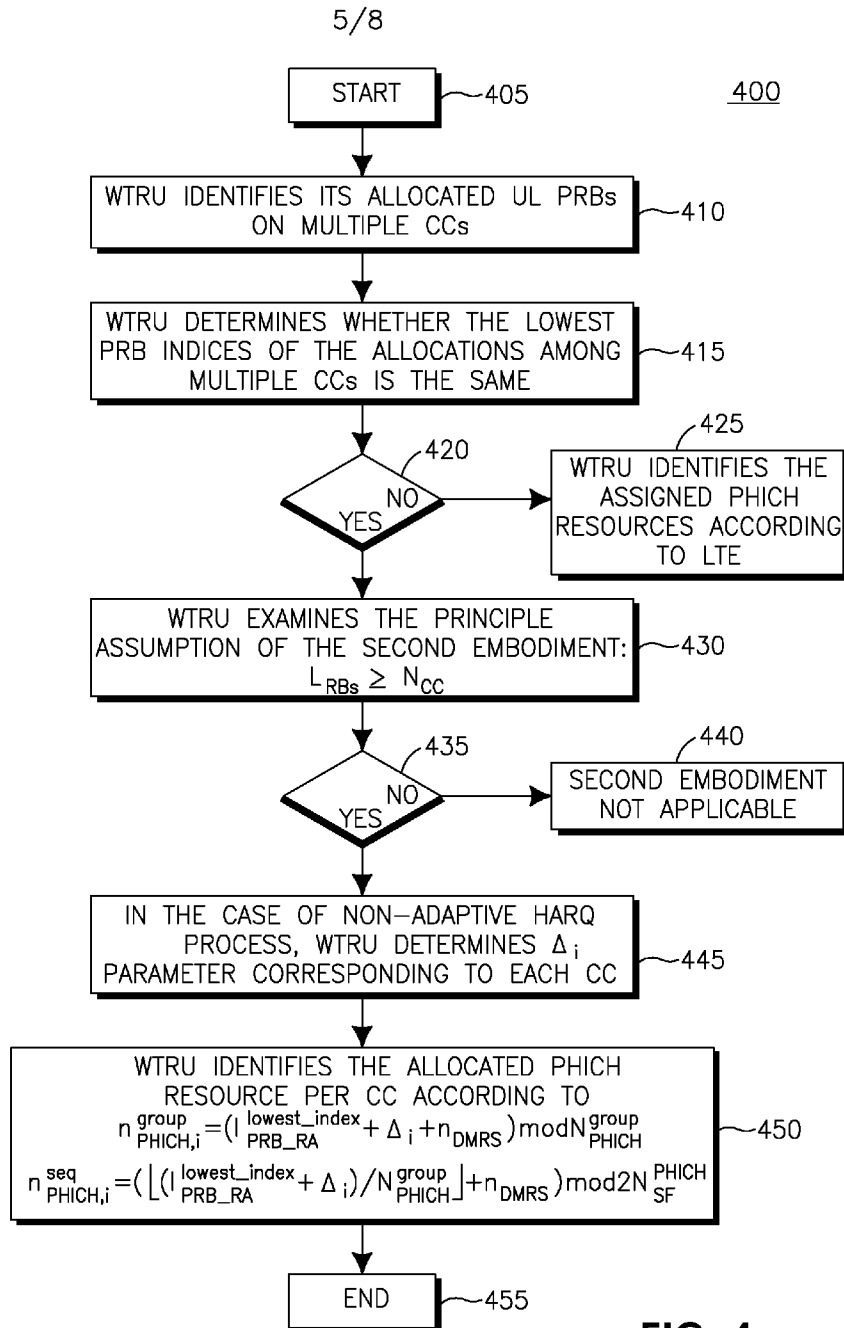 5/8
START
405
400
WTRU IDENTIFIES ITS ALLOCATED UL PRBs
ON MULTIPLE CCs
410
WTRU DETERMINES WHETHER THE LOWEST
PRB INDICES OF THE ALLOCATIONS AMONG
MULTIPLE CCs IS THE SAME
415
420
NO
YES
425
WTRU IDENTIFIES THE
ASSIGNED PHICH
RESOURCES ACCORDING
TO LTE
WTRU EXAMINES THE PRINCIPLE
ASSUMPTION OF THE SECOND EMBODIMENT:
L_RBs ≥ N_CC
430
435
NO
YES
440
SECOND EMBODIMENT
NOT APPLICABLE
IN THE CASE OF NON-ADAPTIVE HARQ
PROCESS, WTRU DETERMINES Δ_i
PARAMETER CORRESPONDING TO EACH CC
445
WTRU IDENTIFIES THE ALLOCATED PHICH
RESOURCE PER CC ACCORDING TO
n^group_PHICH,i=(I^lowest_index_PRB_RA+Δ_i+n_DMRS)modN^group_PHICH
n^seq_PHICH,i=(⌊(I^lowest_index_PRB_RA+Δ_i)/N^group_PHICH⌋+n_DMRS)mod2N^PHICH_SF
450
END
455
FIG. 4